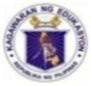 KAGAWARAN NG EDUKASYON
REPUBLIKA NG PILIPINAS